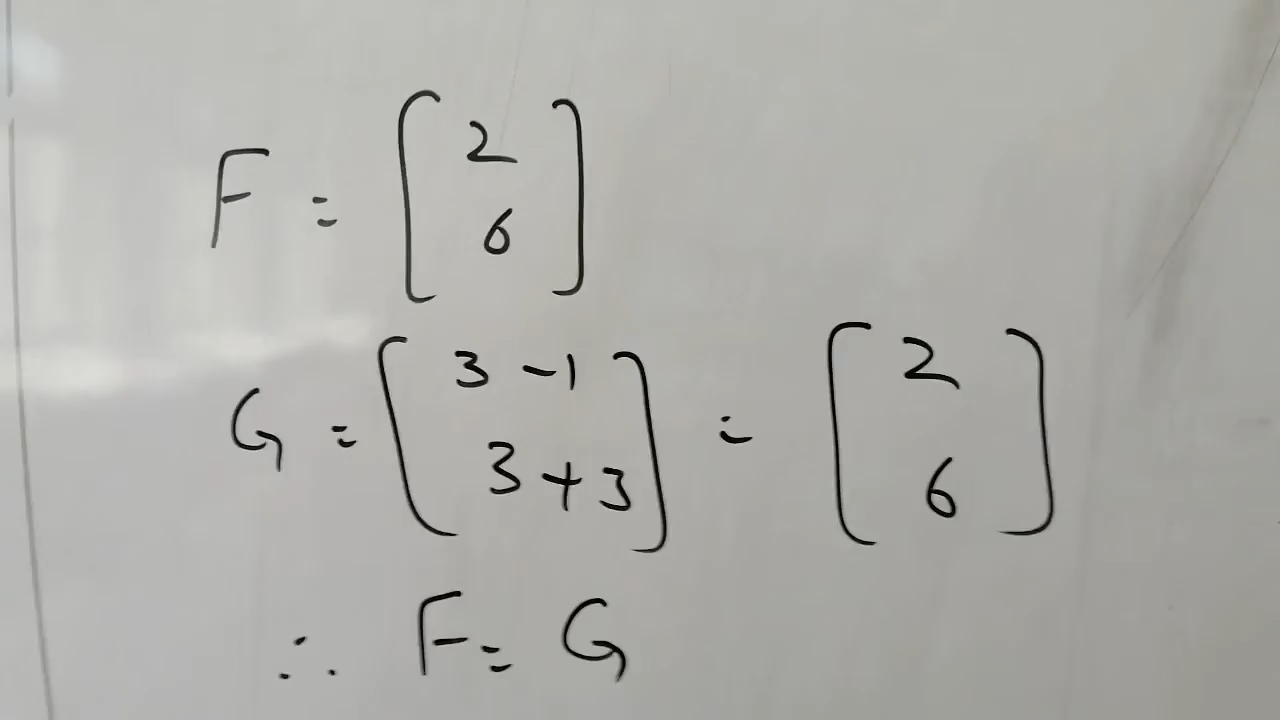 F = [2
6]
G = [3 -1
3 + 3] = [2
6]
∴ F = G